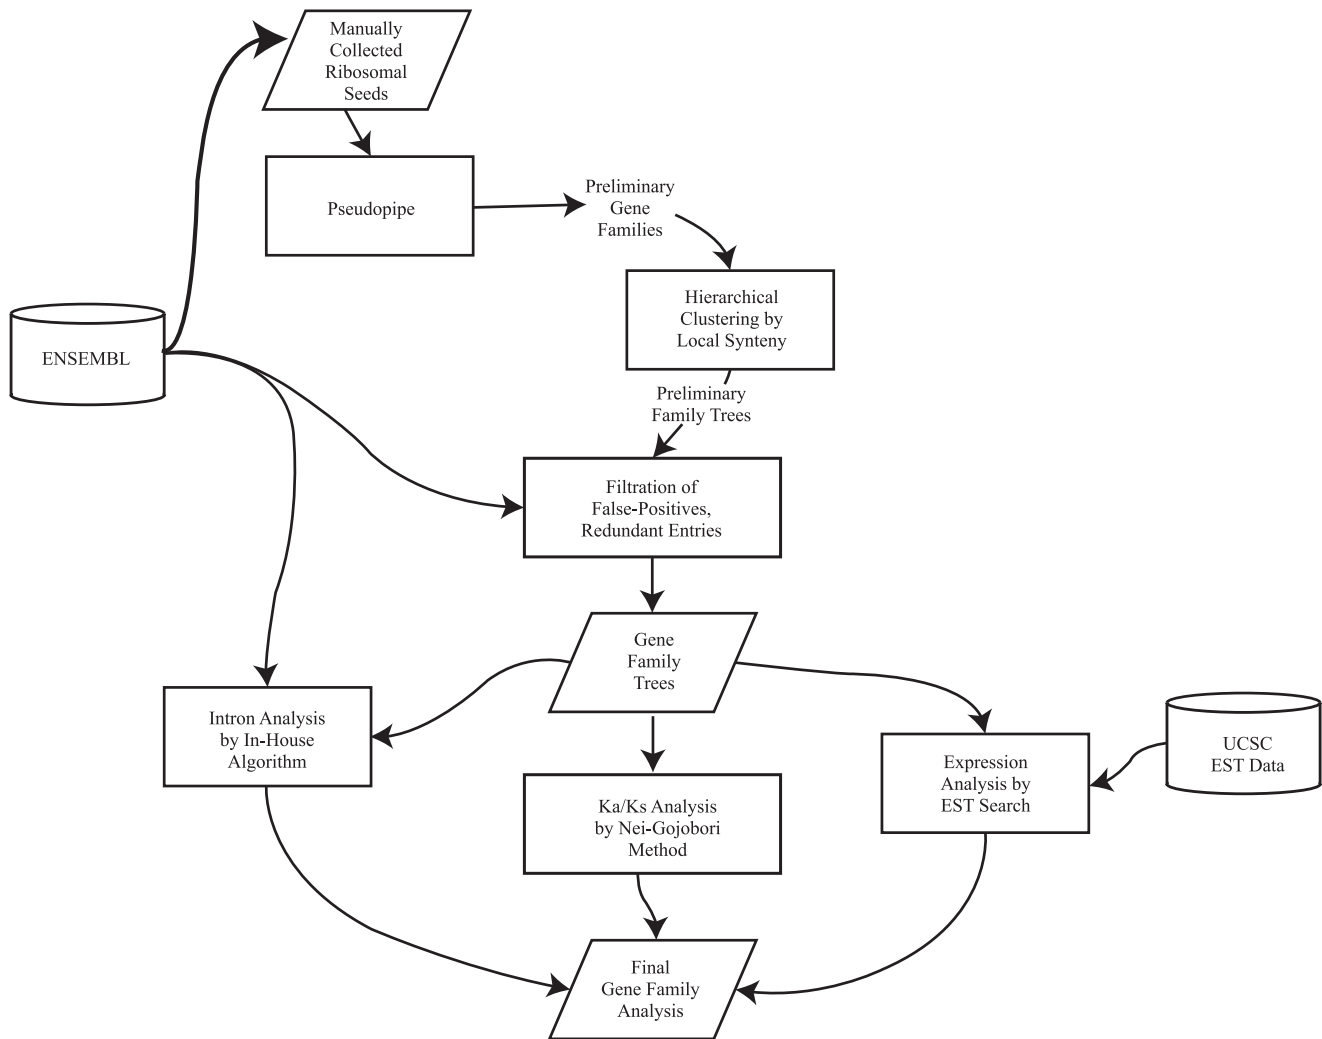 Manually
Collected
Ribosomal
Seeds
Pseudopipe
Preliminary
Gene
Families
Hierarchical
Clustering by
Local Synteny
ENSEMBL
Preliminary
Family Trees
Filtration of
False-Positives,
Redundant Entries
Gene
Family
Trees
Intron Analysis
by In-House
Algorithm
Ka/Ks Analysis
by Nei-Gojobori
Method
Expression
Analysis by
EST Search
UCSC
EST Data
Final
Gene Family
Analysis